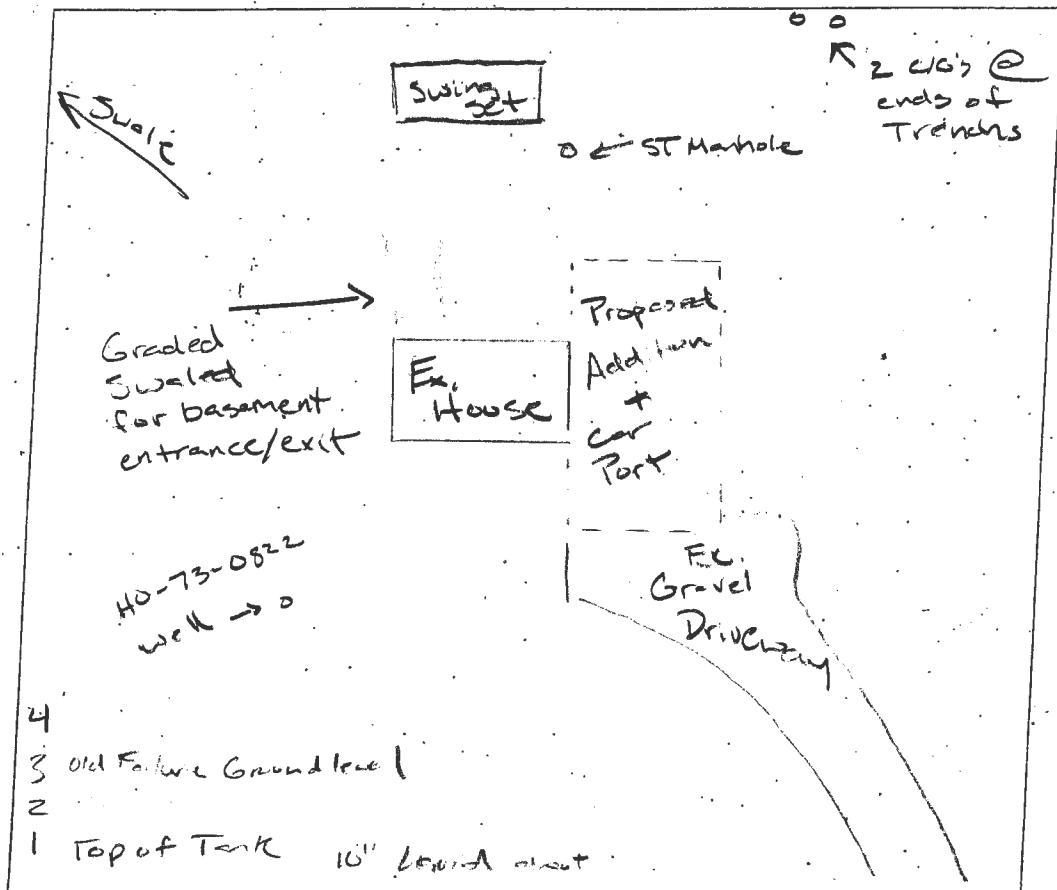 2 c/o's @
ends of
Trenchs
Swing
Set
Swale
ST Manhole
Graded
Swaled
for basement
entrance/exit
Ex.
House
Proposed
Addition
+
car
Port
Ex.
Gravel
Driveway
HO-73-0822
well → o
4
3 old Failure Ground level
2
1 Top of Tank 10" Liquid